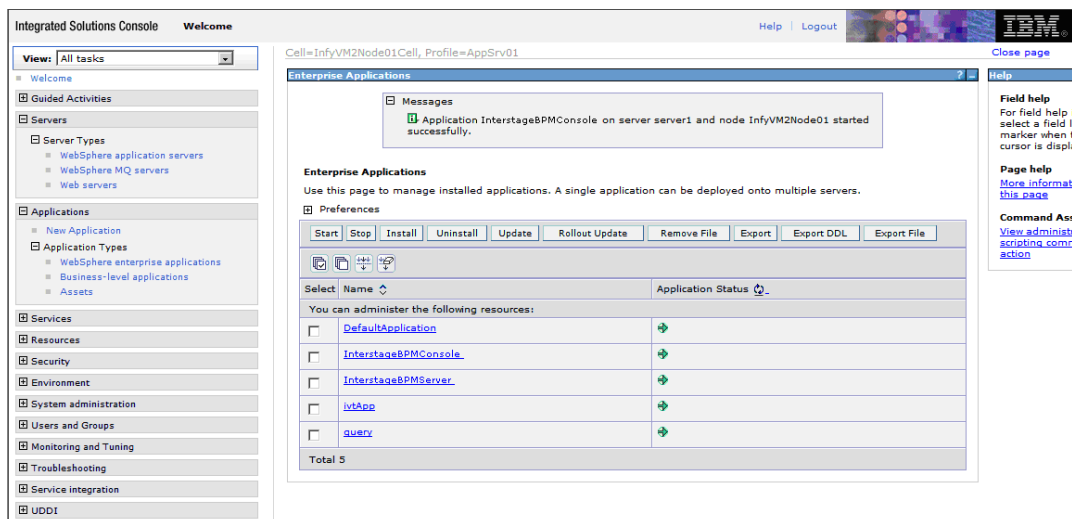 Integrated Solutions Console Welcome Help Logout IBM®
View: All tasks
Welcome
Guided Activities
Servers
Server Types
WebSphere application servers
WebSphere MQ servers
Web servers
Applications
New Application
Application Types
WebSphere enterprise applications
Business-level applications
Assets
Services
Resources
Security
Environment
System administration
Users and Groups
Monitoring and Tuning
Troubleshooting
Service integration
UDDI
Cell=InfyVM2Node01Cell, Profile=AppSrv01
Close page
Enterprise Applications ? _
Messages
Application InterstageBPMConsole on server server1 and node InfyVM2Node01 started
successfully.
Enterprise Applications
Use this page to manage installed applications. A single application can be deployed onto multiple servers.
Preferences
Start Stop Install Uninstall Update Rollout Update Remove File Export Export DDL Export File
Select Name Application Status
You can administer the following resources:
DefaultApplication
InterstageBPMConsole
InterstageBPMServer
ivtApp
query
Total 5
Help
Field help
For field help
select a field l
marker when t
cursor is displa
Page help
More informat
this page
Command Ass
View administr
scripting comm
action